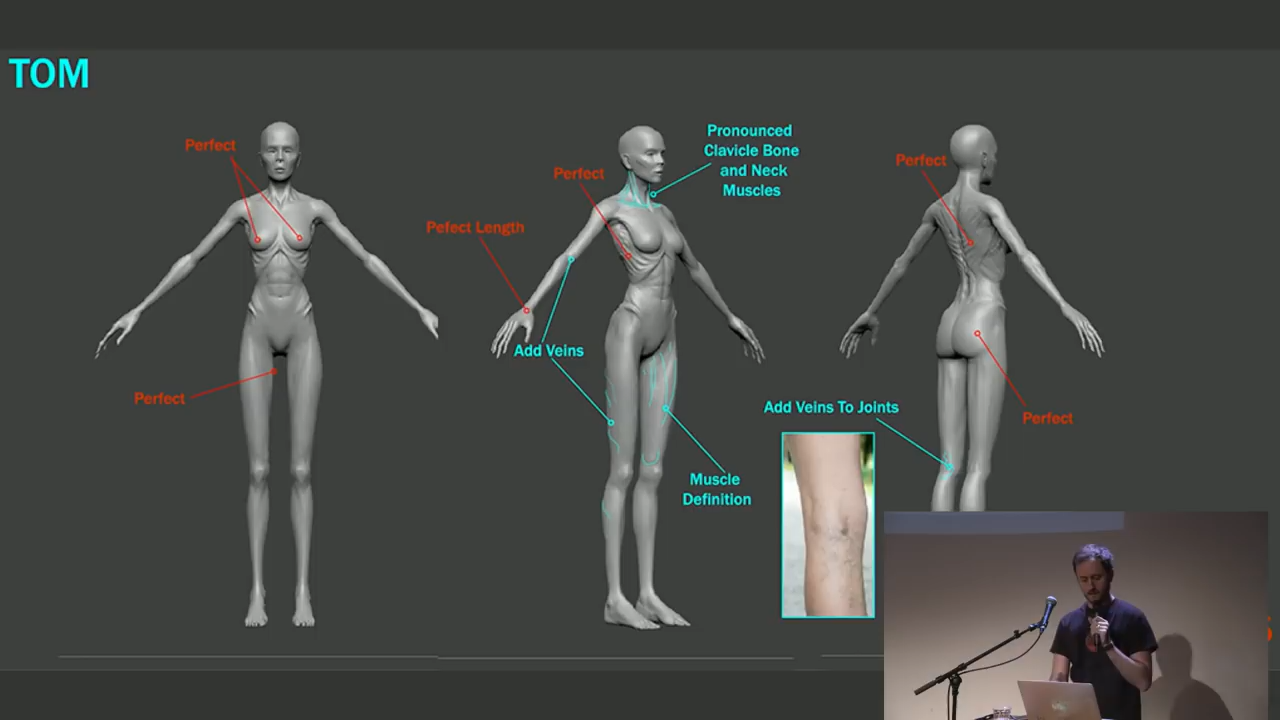 TOM
Perfect
Perfect
Perfect
Pefect Length
Pronounced
Clavicle Bone
and Neck
Muscles
Add Veins
Muscle
Definition
Perfect
Add Veins To Joints
Perfect